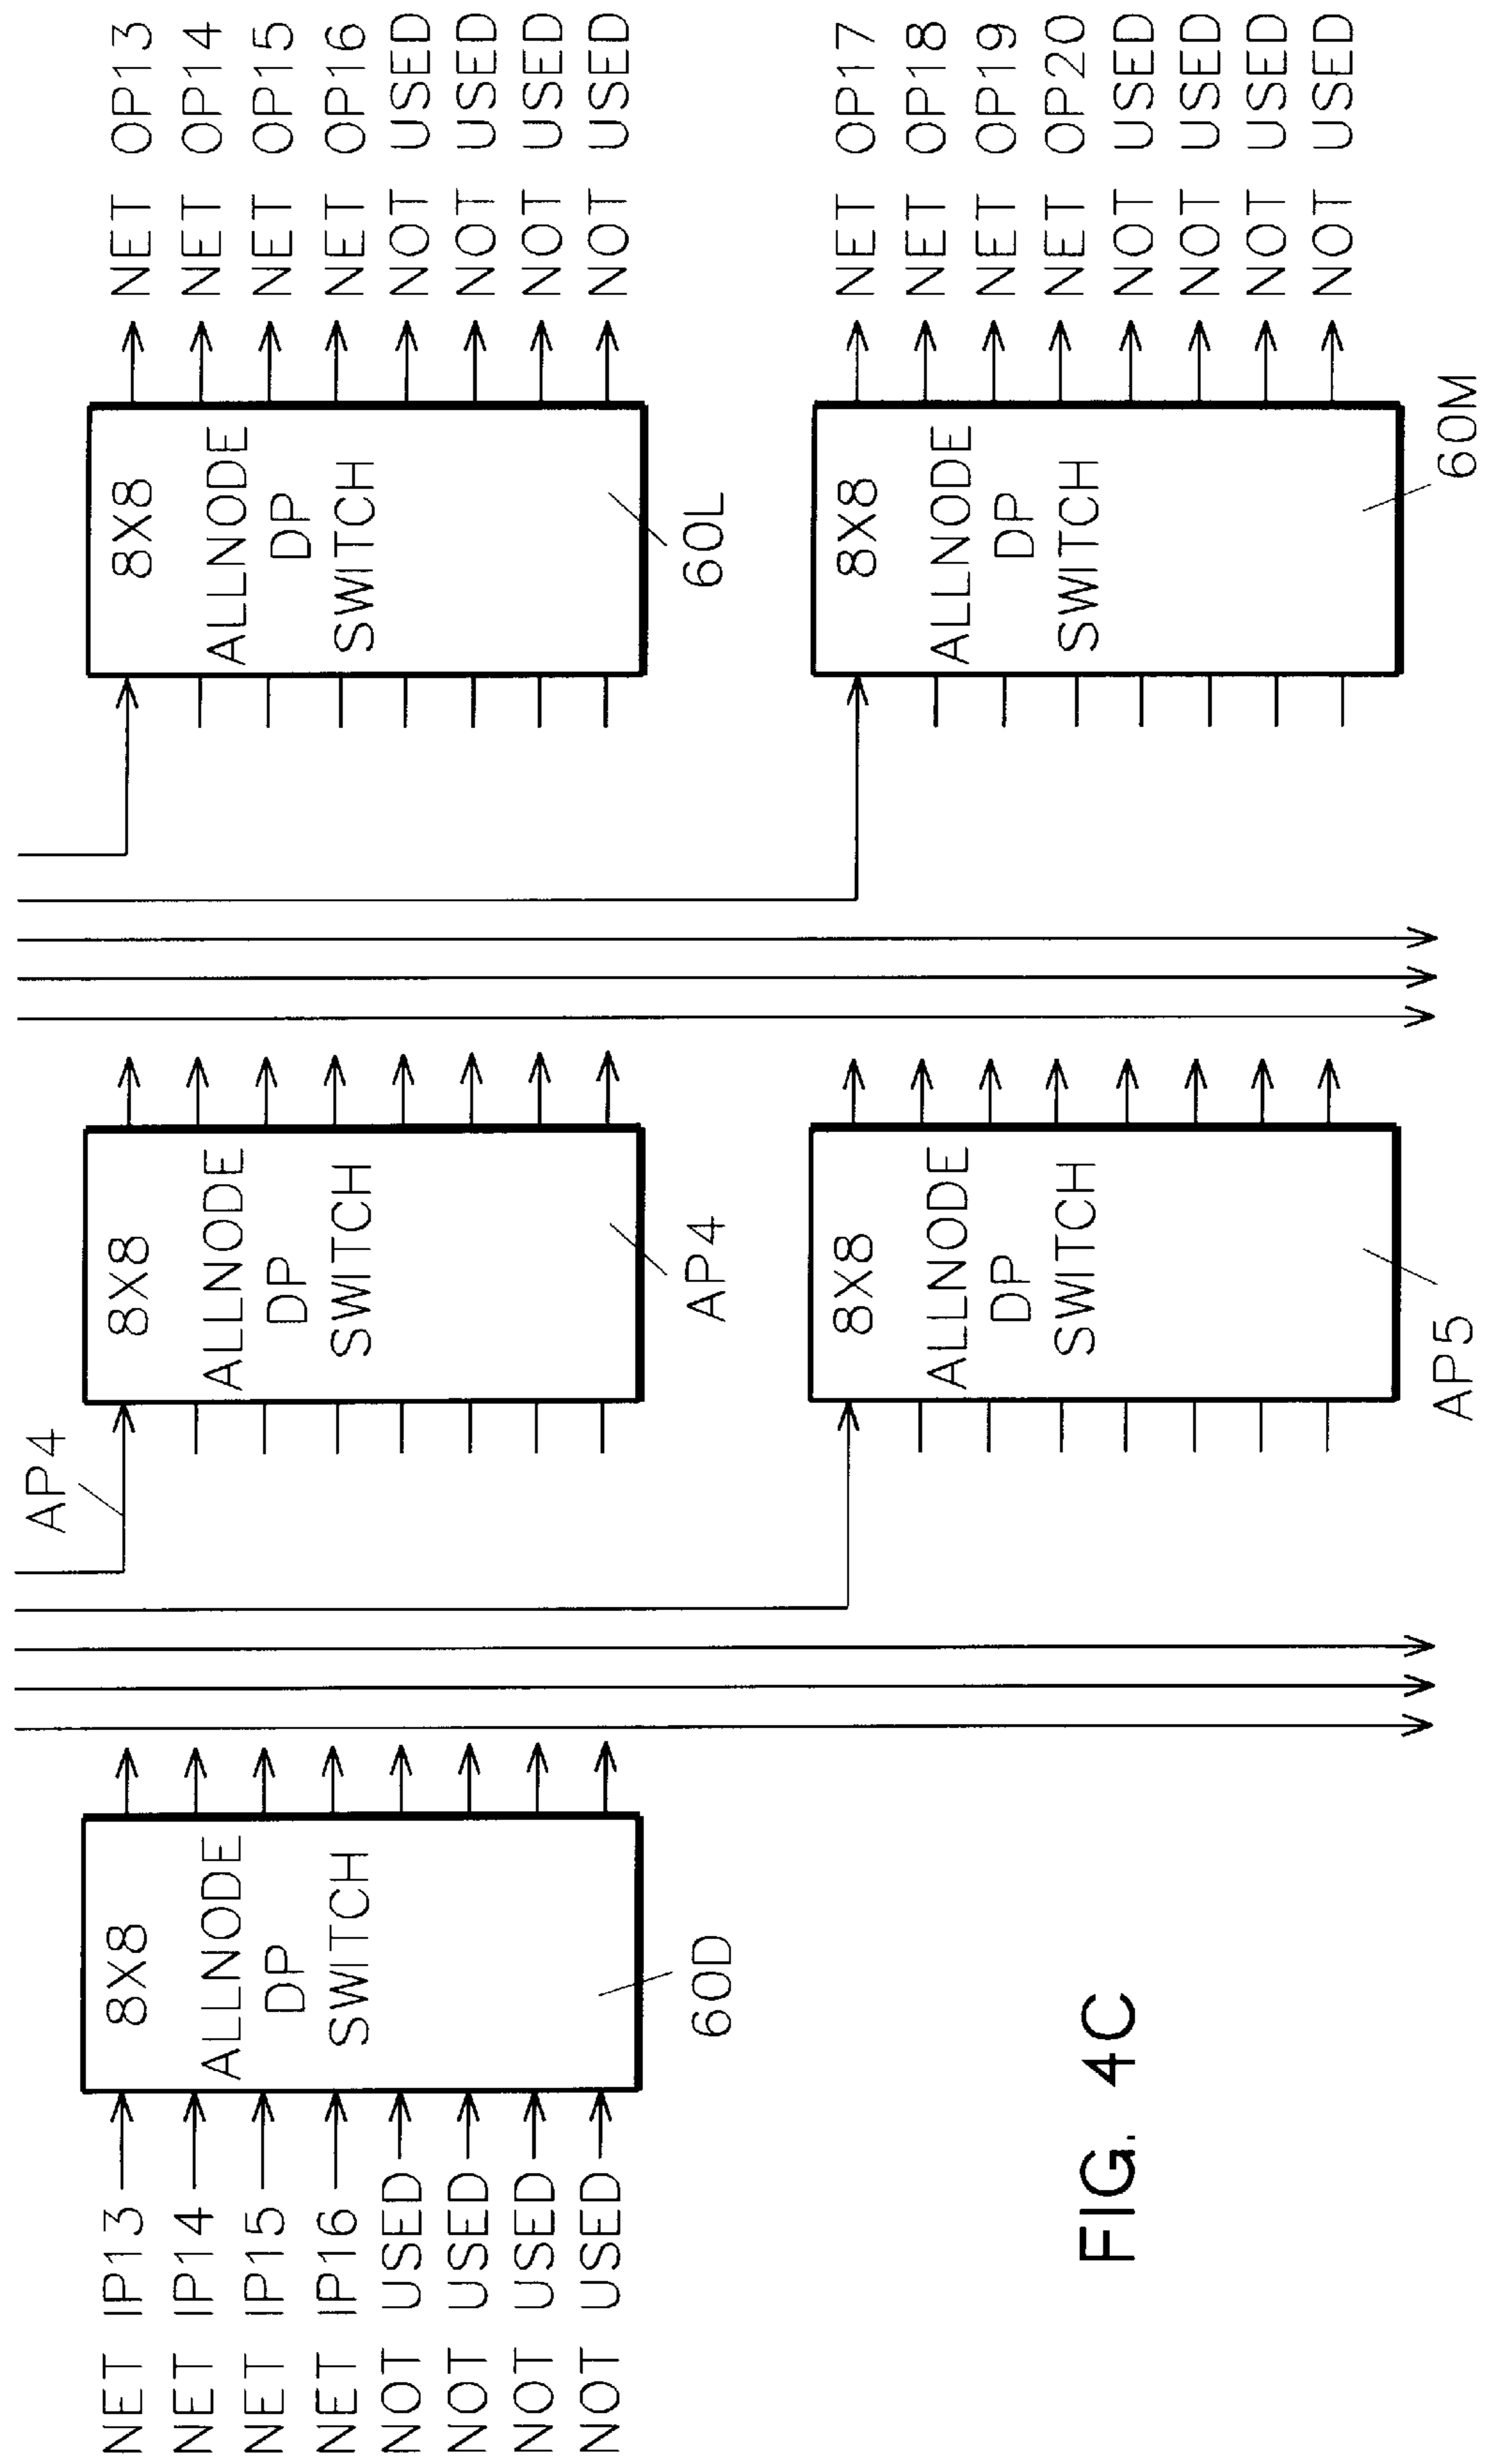 NET IP13
NET IP14
NET IP15
NET IP16
NOT USED
NOT USED
NOT USED
NOT USED
8X8
ALLNODE
DP
SWITCH
60D
AP4
8X8
ALLNODE
DP
SWITCH
AP4
8X8
ALLNODE
DP
SWITCH
60L
NET OP13
NET OP14
NET OP15
NET OP16
NOT USED
NOT USED
NOT USED
NOT USED
8X8
ALLNODE
DP
SWITCH
AP5
8X8
ALLNODE
DP
SWITCH
60M
NET OP17
NET OP18
NET OP19
NET OP20
NOT USED
NOT USED
NOT USED
NOT USED
FIG. 4C